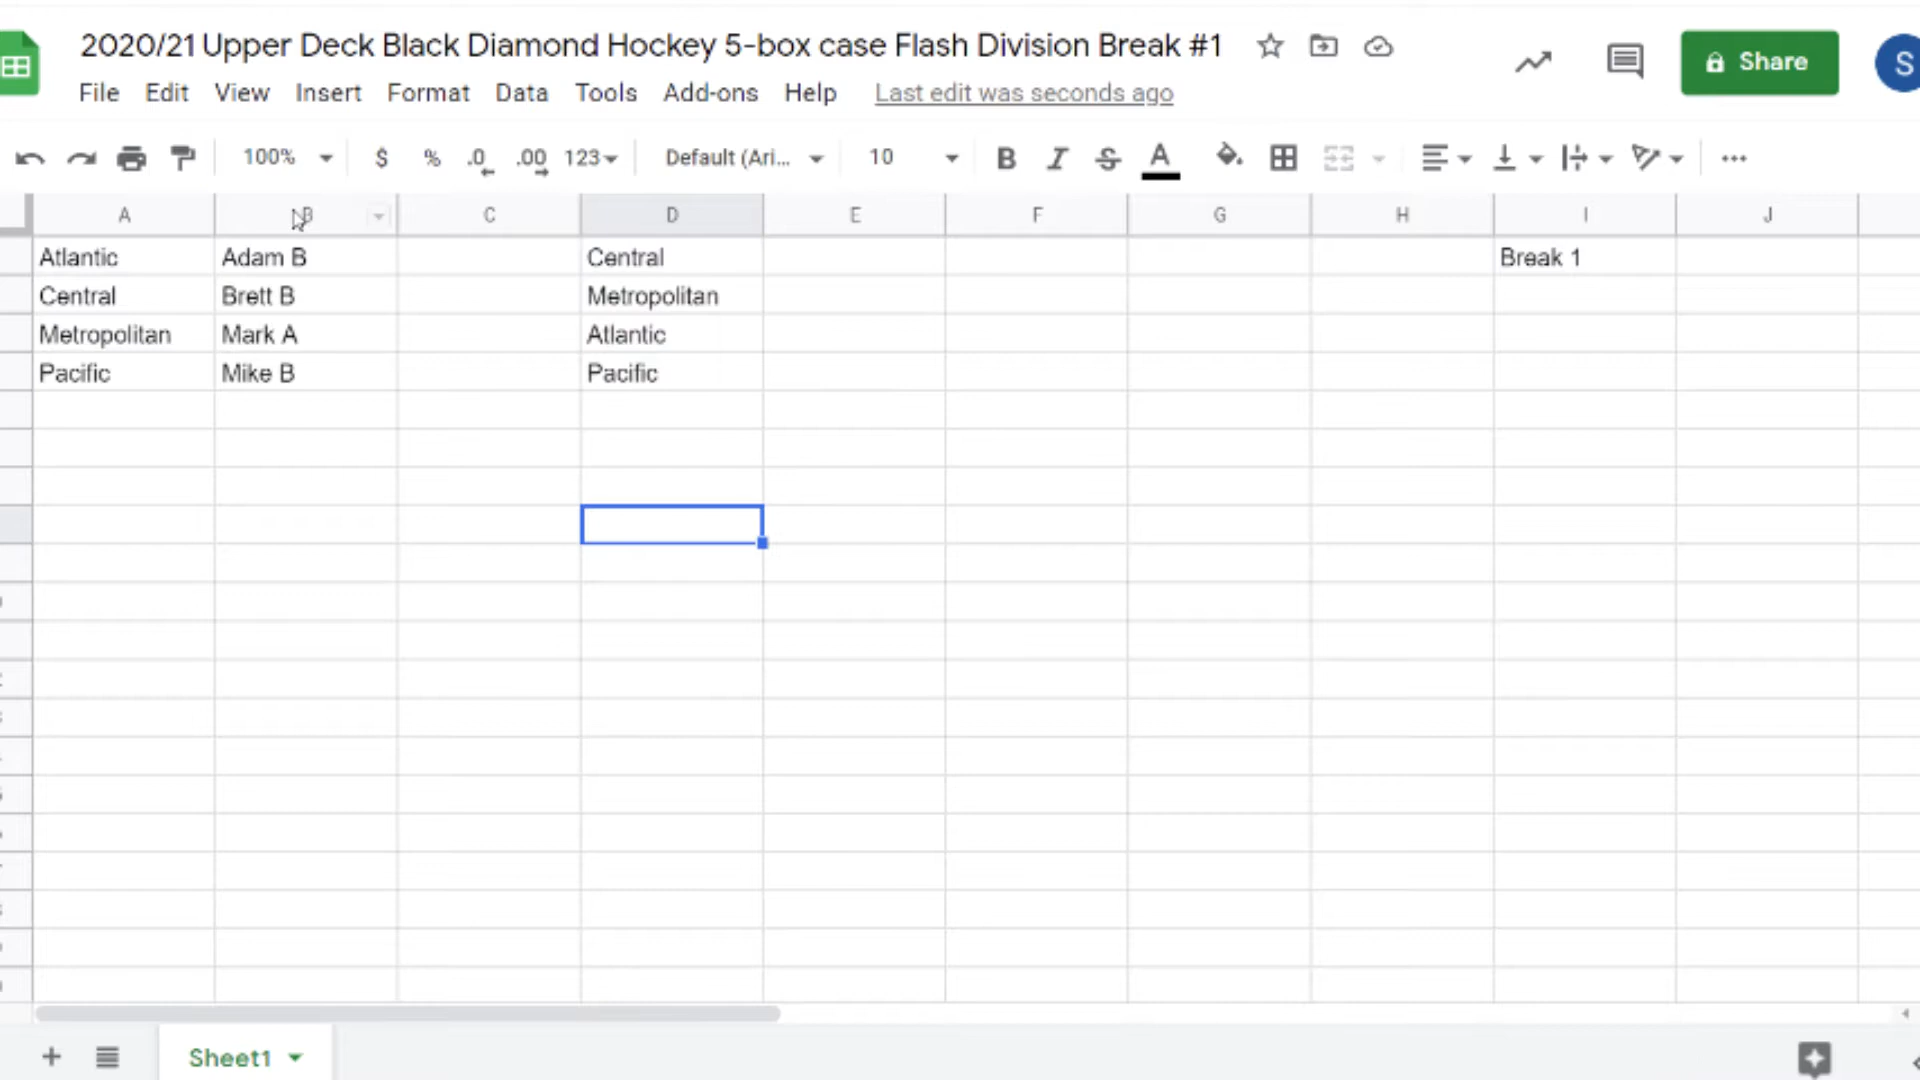 2020/21 Upper Deck Black Diamond Hockey 5-box case Flash Division Break #1
Share
S
File Edit View Insert Format Data Tools Add-ons Help Last edit was seconds ago
100% $ % .0 .00 123 Default (Ari... 10 B I S A
A B C D E F G H I J
Atlantic Adam B Central Break 1
Central Brett B Metropolitan
Metropolitan Mark A Atlantic
Pacific Mike B Pacific
Sheet1